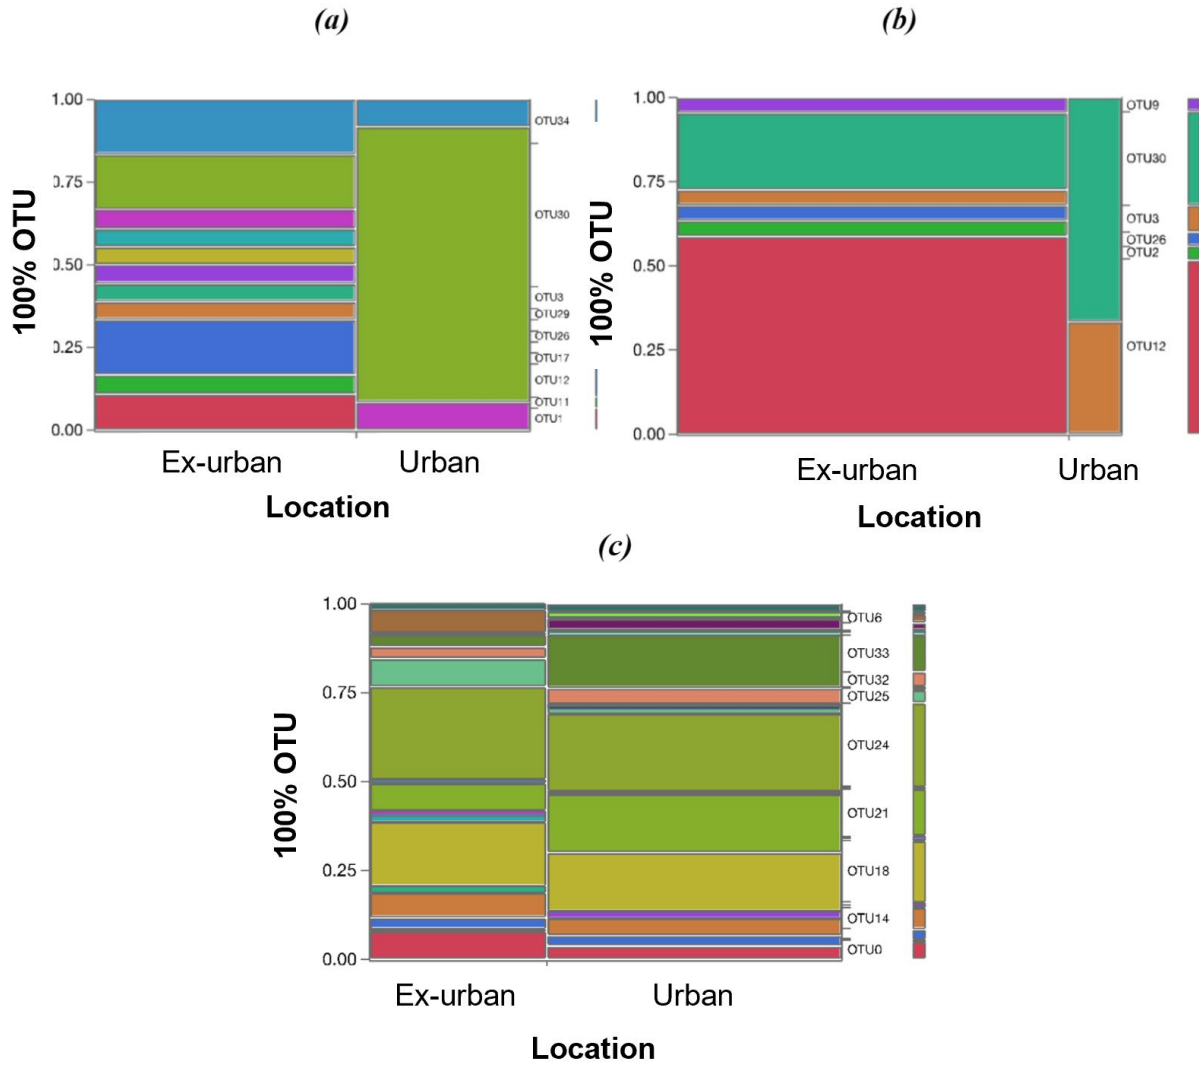 (a)
1.00
0.75
0.50
0.25
0.00
100% OTU
OTU34
OTU30
OTU3
OTU29
OTU26
OTU17
OTU12
OTU11
OTU1
Ex-urban
Urban
Location
(b)
1.00
0.75
0.50
0.25
0.00
100% OTU
OTU9
OTU30
OTU3
OTU26
OTU2
OTU12
Ex-urban
Urban
Location
(c)
1.00
0.75
0.50
0.25
0.00
100% OTU
OTU6
OTU33
OTU32
OTU25
OTU24
OTU21
OTU18
OTU14
OTU0
Ex-urban
Urban
Location